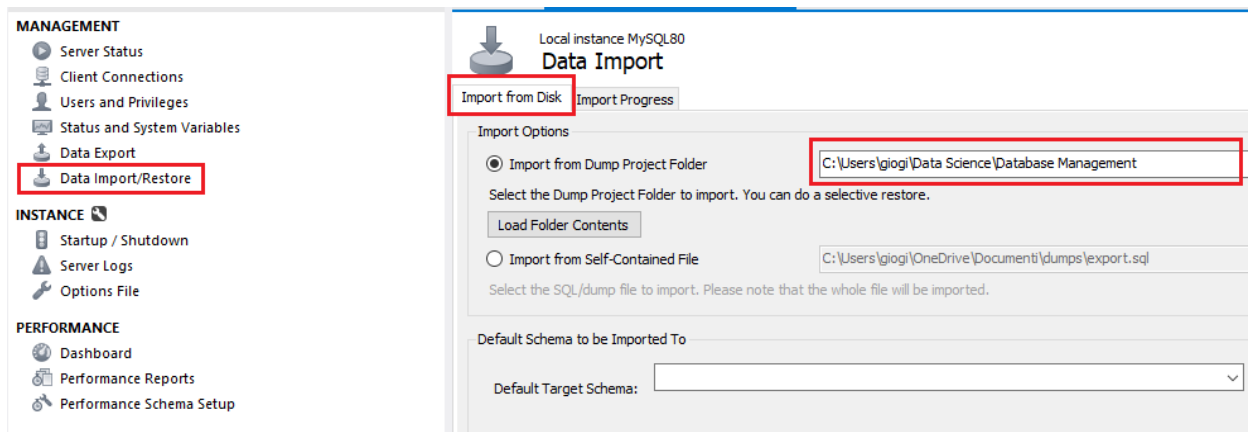 MANAGEMENT
Server Status
Client Connections
Users and Privileges
Status and System Variables
Data Export
Data Import/Restore
INSTANCE
Startup / Shutdown
Server Logs
Options File
PERFORMANCE
Dashboard
Performance Reports
Performance Schema Setup
Local instance MySQL80
Data Import
Import from Disk Import Progress
Import Options
Import from Dump Project Folder C:\Users\giogi\Data Science\Database Management
Select the Dump Project Folder to import. You can do a selective restore.
Load Folder Contents
Import from Self-Contained File C:\Users\giogi\OneDrive\Documenti\dumps\export.sql
Select the SQL/dump file to import. Please note that the whole file will be imported.
Default Schema to be Imported To
Default Target Schema: